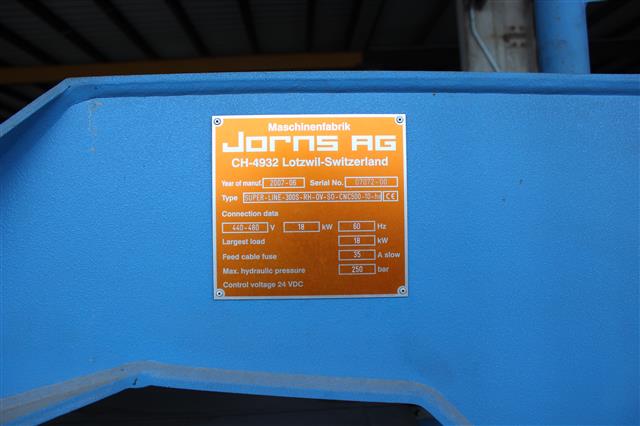 Maschinenfabrik
Jorns AG
CH-4932 Lotzwil-Switzerland
Year of manuf. 2007-06 Serial No. 07072-00
Type SUPER-LINE-300S-RH-OV-SO-CNC500-10-hd CE
Connection data
440-480 V 18 kW 60 Hz
Largest load 18 kW
Feed cable fuse 35 A slow
Max. hydraulic pressure 250 bar
Control voltage 24 VDC